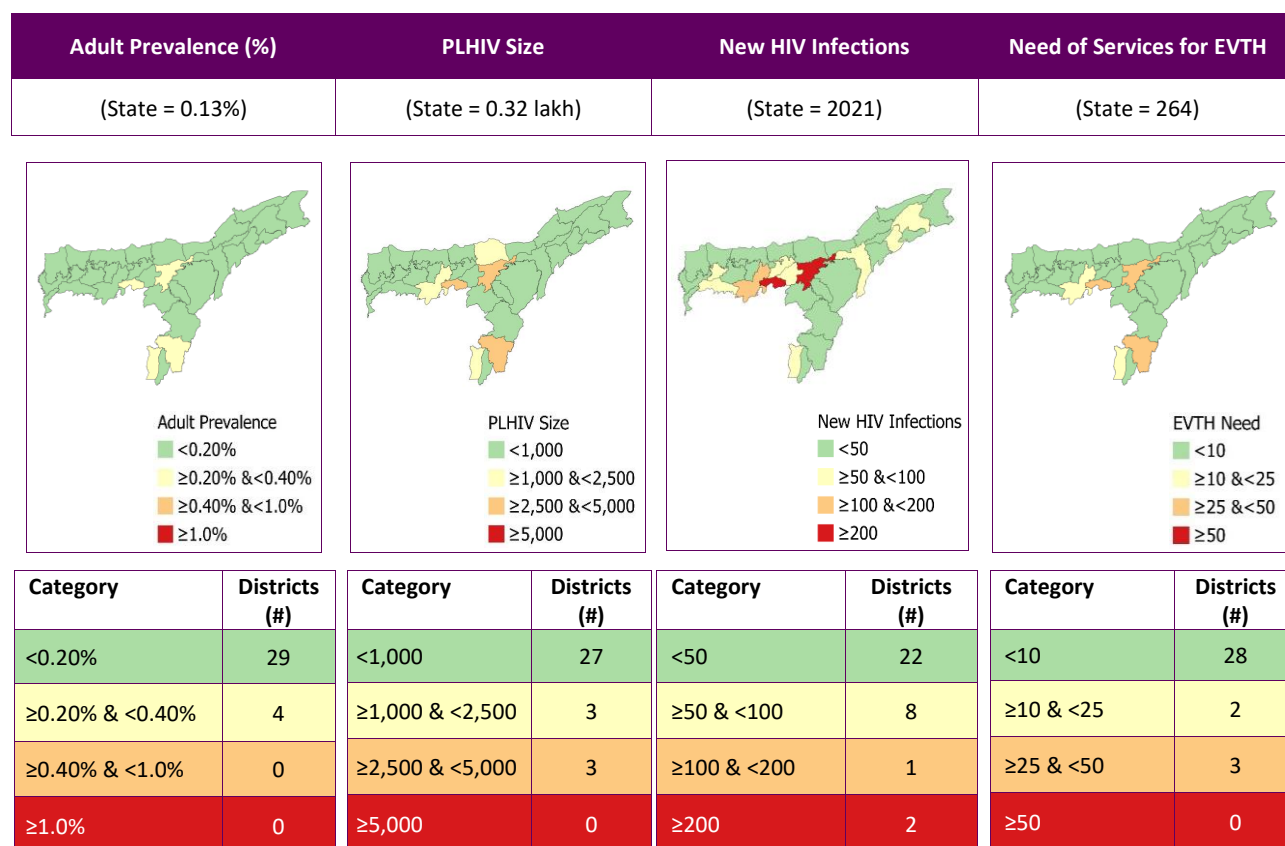 Adult Prevalence (%) PLHIV Size New HIV Infections Need of Services for EVTH
(State = 0.13%) (State = 0.32 lakh) (State = 2021) (State = 264)
Adult Prevalence
<0.20%
≥0.20% &<0.40%
≥0.40% &<1.0%
≥1.0%
PLHIV Size
<1,000
≥1,000 &<2,500
≥2,500 &<5,000
≥5,000
New HIV Infections
<50
≥50 &<100
≥100 &<200
≥200
EVTH Need
<10
≥10 &<25
≥25 &<50
≥50
Category Districts
(#)
<0.20% 29
≥0.20% & <0.40% 4
≥0.40% & <1.0% 0
≥1.0% 0
Category Districts
(#)
<1,000 27
≥1,000 & <2,500 3
≥2,500 & <5,000 3
≥5,000 0
Category Districts
(#)
<50 22
≥50 & <100 8
≥100 & <200 1
≥200 2
Category Districts
(#)
<10 28
≥10 & <25 2
≥25 & <50 3
≥50 0